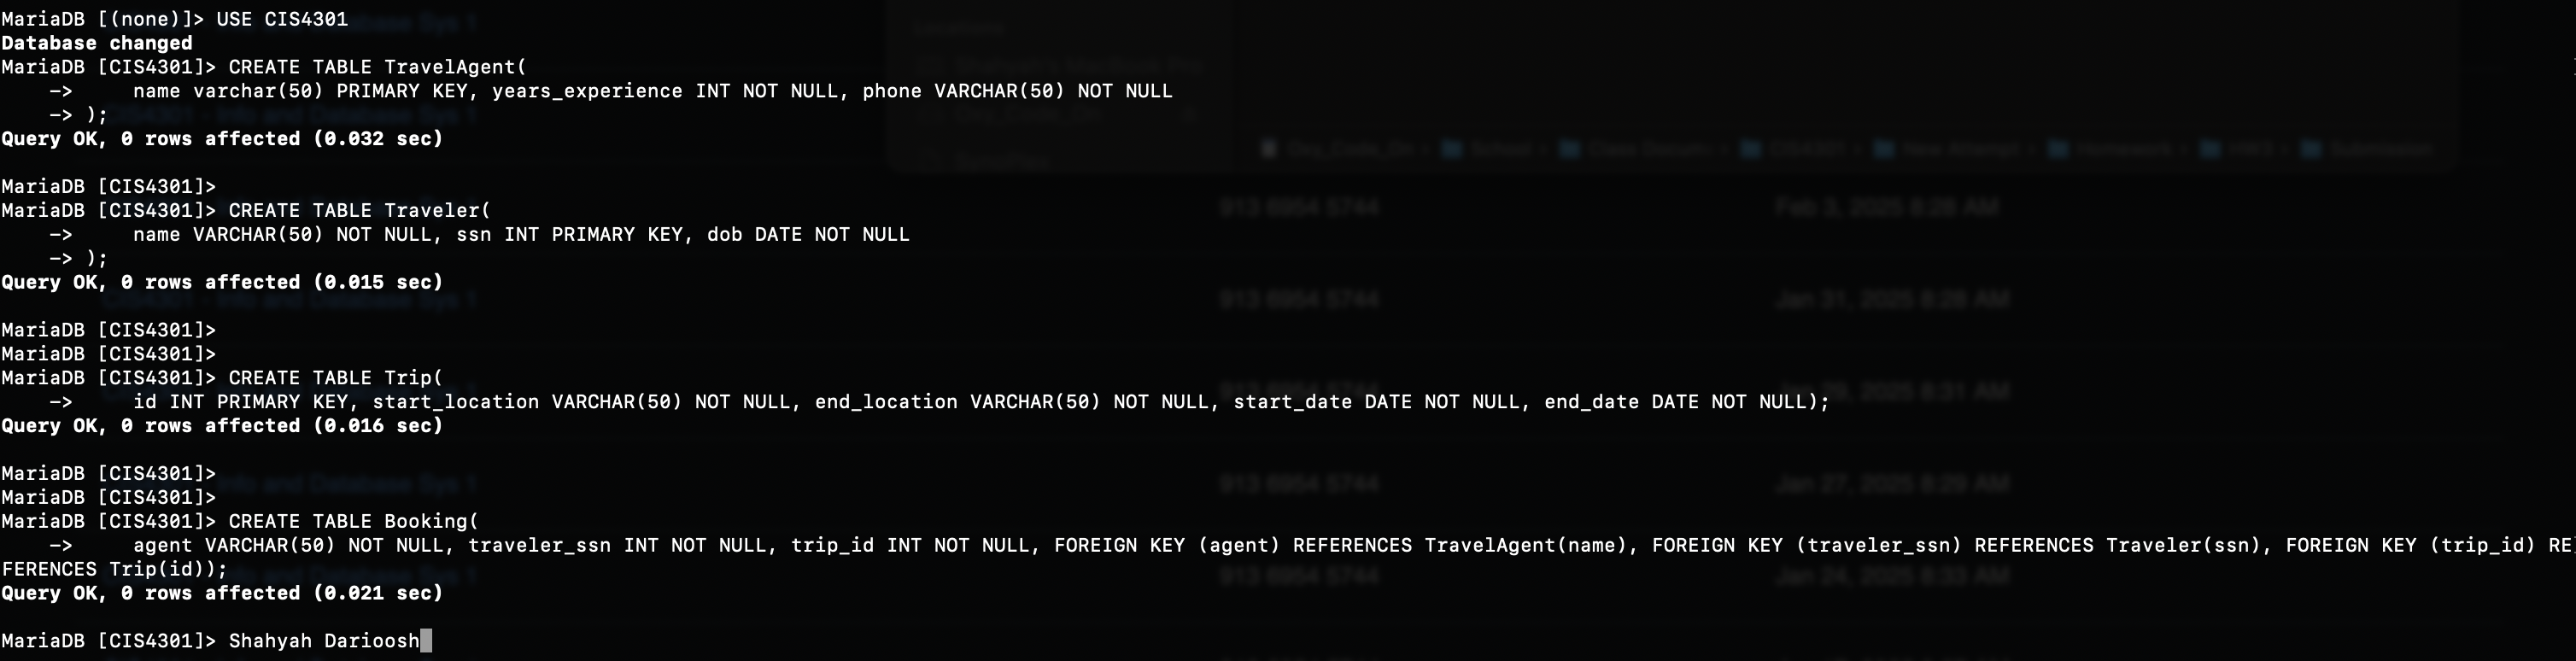 MariaDB [(none)]> USE CIS4301
Database changed
MariaDB [CIS4301]> CREATE TABLE TravelAgent(
    ->     name varchar(50) PRIMARY KEY, years_experience INT NOT NULL, phone VARCHAR(50) NOT NULL
    -> );
Query OK, 0 rows affected (0.032 sec)
MariaDB [CIS4301]>
MariaDB [CIS4301]> CREATE TABLE Traveler(
    ->     name VARCHAR(50) NOT NULL, ssn INT PRIMARY KEY, dob DATE NOT NULL
    -> );
Query OK, 0 rows affected (0.015 sec)
MariaDB [CIS4301]>
MariaDB [CIS4301]>
MariaDB [CIS4301]> CREATE TABLE Trip(
    ->     id INT PRIMARY KEY, start_location VARCHAR(50) NOT NULL, end_location VARCHAR(50) NOT NULL, start_date DATE NOT NULL, end_date DATE NOT NULL);
Query OK, 0 rows affected (0.016 sec)
MariaDB [CIS4301]>
MariaDB [CIS4301]>
MariaDB [CIS4301]> CREATE TABLE Booking(
    ->     agent VARCHAR(50) NOT NULL, traveler_ssn INT NOT NULL, trip_id INT NOT NULL, FOREIGN KEY (agent) REFERENCES TravelAgent(name), FOREIGN KEY (traveler_ssn) REFERENCES Traveler(ssn), FOREIGN KEY (trip_id) RE
FERENCES Trip(id));
Query OK, 0 rows affected (0.021 sec)
MariaDB [CIS4301]> Shahyah Darioosh